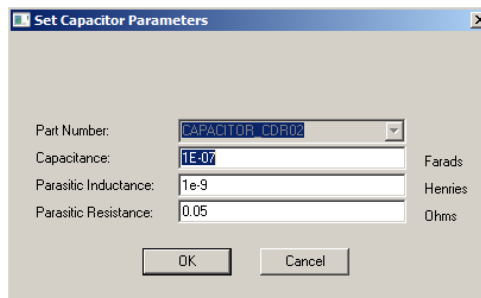 Set Capacitor Parameters
Part Number: CAPACITOR_CDR02
Capacitance: 1E-07 Farads
Parasitic Inductance: 1e-9 Henries
Parasitic Resistance: 0.05 Ohms
OK Cancel